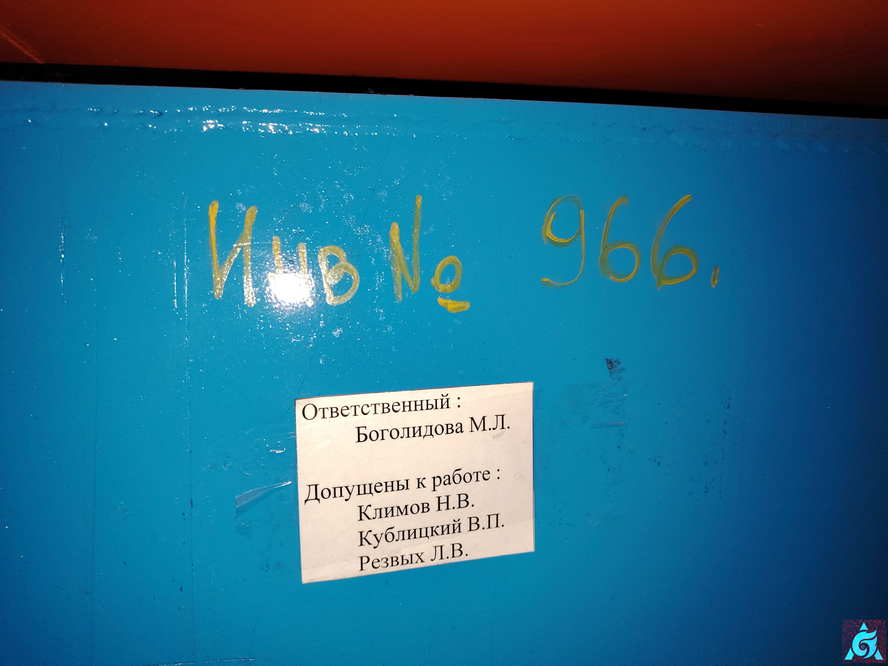 Инв № 966.
Ответственный :
Боголидова М.Л.
Допущены к работе :
Климов Н.В.
Кублицкий В.П.
Резвых Л.В.